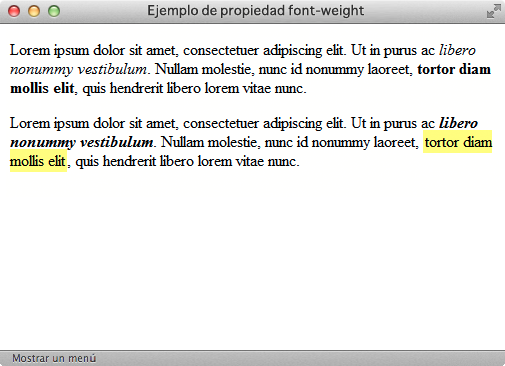 Ejemplo de propiedad font-weight
Lorem ipsum dolor sit amet, consectetuer adipiscing elit. Ut in purus ac libero
nonummy vestibulum. Nullam molestie, nunc id nonummy laoreet, tortor diam
mollis elit, quis hendrerit libero lorem vitae nunc.
Lorem ipsum dolor sit amet, consectetuer adipiscing elit. Ut in purus ac libero
nonummy vestibulum. Nullam molestie, nunc id nonummy laoreet, tortor diam
mollis elit, quis hendrerit libero lorem vitae nunc.
Mostrar un menú